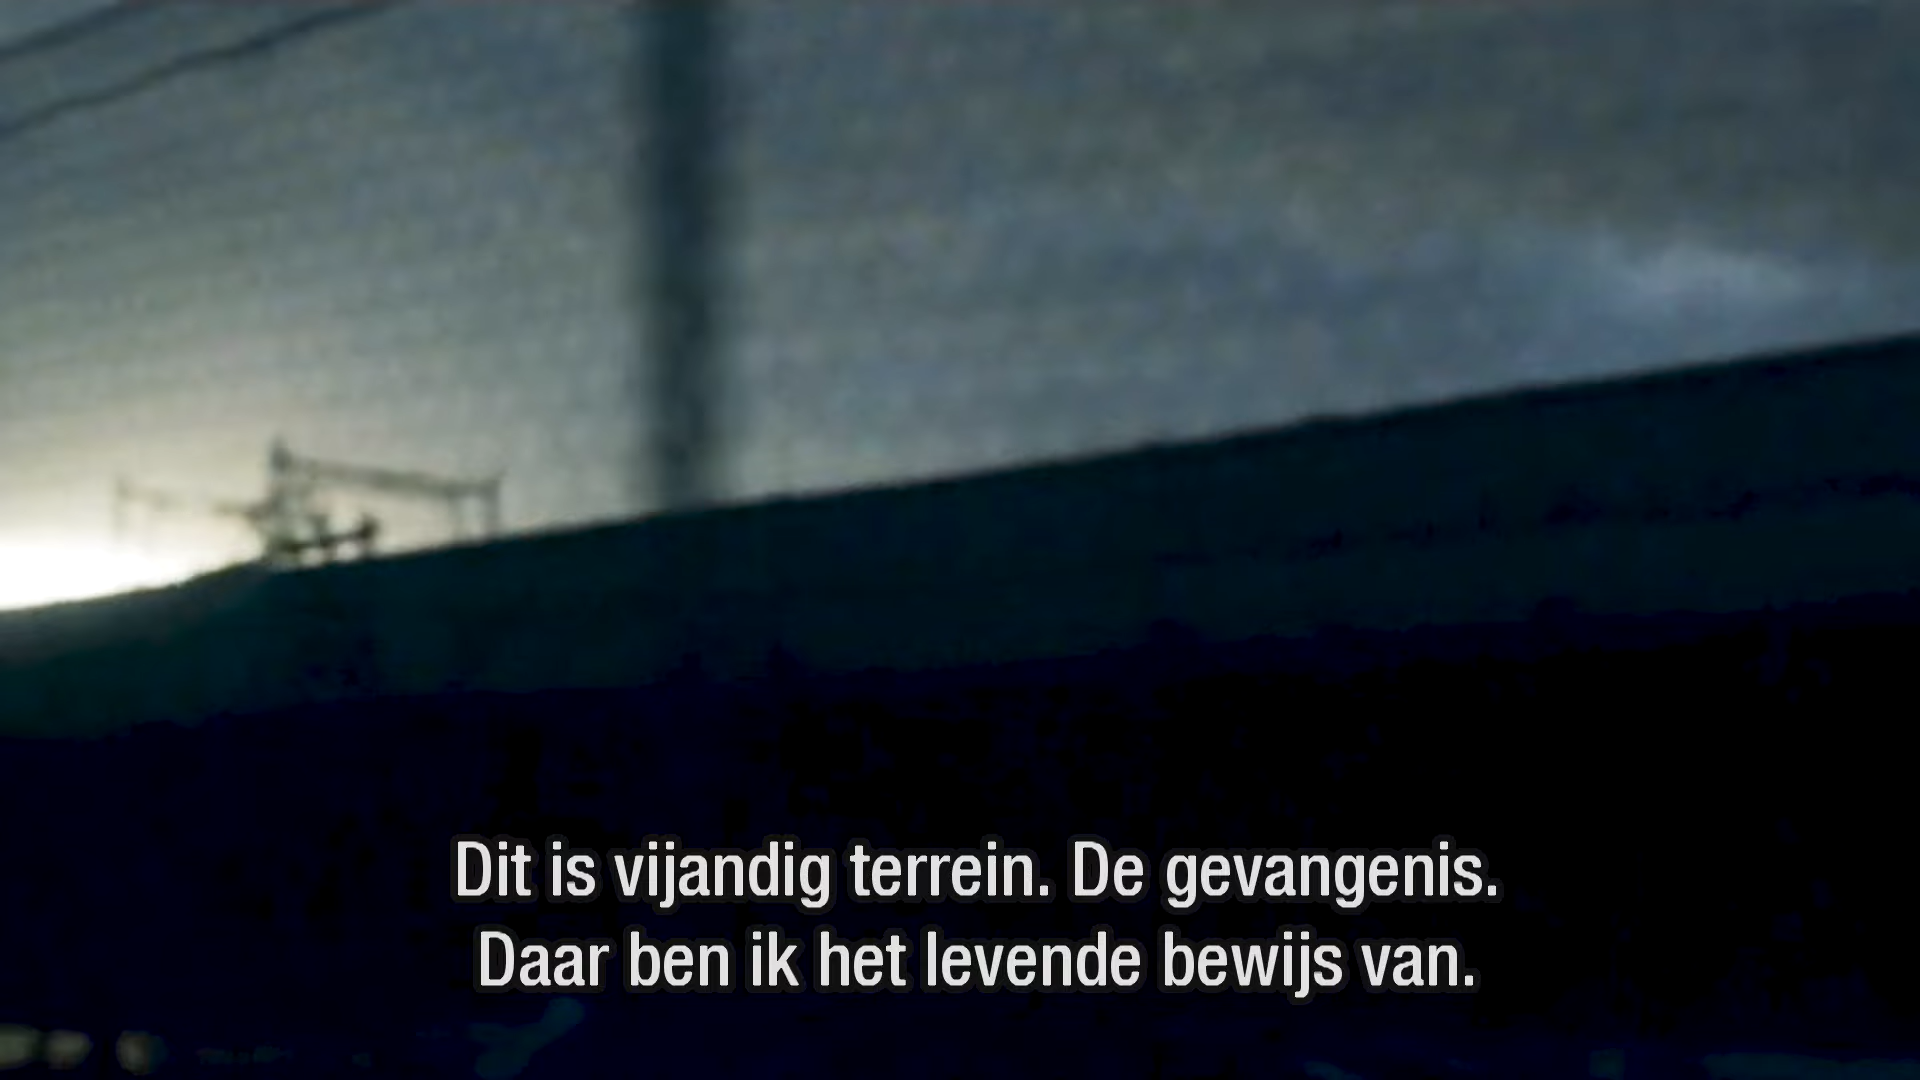 Dit is vijandig terrein. De gevangenis.
Daar ben ik het levende bewijs van.